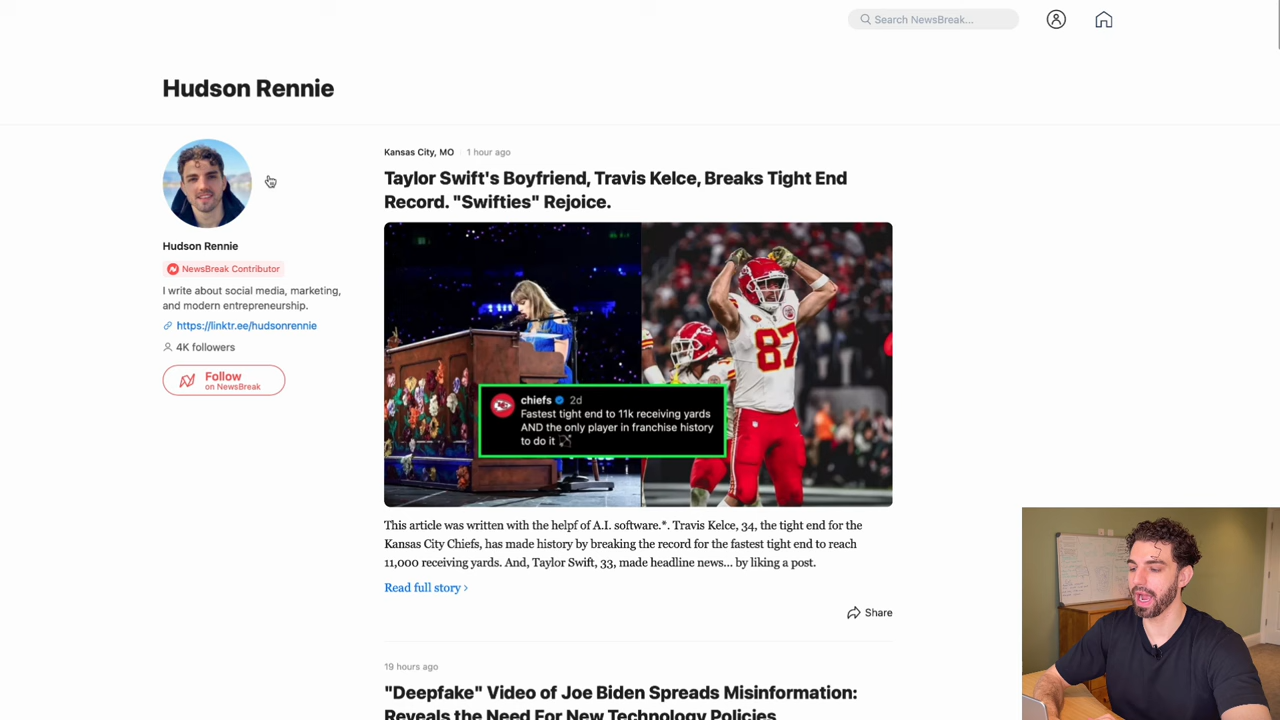 Search NewsBreak...
Hudson Rennie
Hudson Rennie
NewsBreak Contributor
I write about social media, marketing,
and modern entrepreneurship.
https://linktr.ee/hudsonrennie
4K followers
Follow
on NewsBreak
Kansas City, MO 1 hour ago
Taylor Swift's Boyfriend, Travis Kelce, Breaks Tight End
Record. "Swifties" Rejoice.
87
chiefs 2d
Fastest tight end to 11k receiving yards
AND the only player in franchise history
to do it
This article was written with the helpf of A.I. software.*. Travis Kelce, 34, the tight end for the
Kansas City Chiefs, has made history by breaking the record for the fastest tight end to reach
11,000 receiving yards. And, Taylor Swift, 33, made headline news... by liking a post.
Read full story >
Share
19 hours ago
"Deepfake" Video of Joe Biden Spreads Misinformation:
Reveals the Need For New Technology Policies